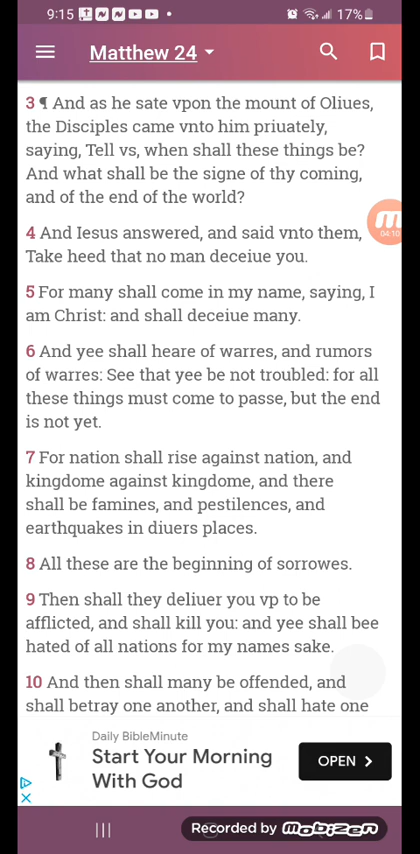 9:15 17%
Matthew 24
3 ¶ And as he sate vpon the mount of Oliues,
the Disciples came vnto him priuately,
saying, Tell vs, when shall these things be?
And what shall be the signe of thy coming,
and of the end of the world?
4 And Iesus answered, and said vnto them,
Take heed that no man deceiue you.
04:10
5 For many shall come in my name, saying, I
am Christ: and shall deceiue many.
6 And yee shall heare of warres, and rumors
of warres: See that yee be not troubled: for all
these things must come to passe, but the end
is not yet.
7 For nation shall rise against nation, and
kingdome against kingdome, and there
shall be famines, and pestilences, and
earthquakes in diuers places.
8 All these are the beginning of sorrowes.
9 Then shall they deliuer you vp to be
afflicted, and shall kill you: and yee shall bee
hated of all nations for my names sake.
10 And then shall many be offended, and
shall betray one another, and shall hate one
Daily BibleMinute
Start Your Morning
With God
OPEN
Recorded by mobizen